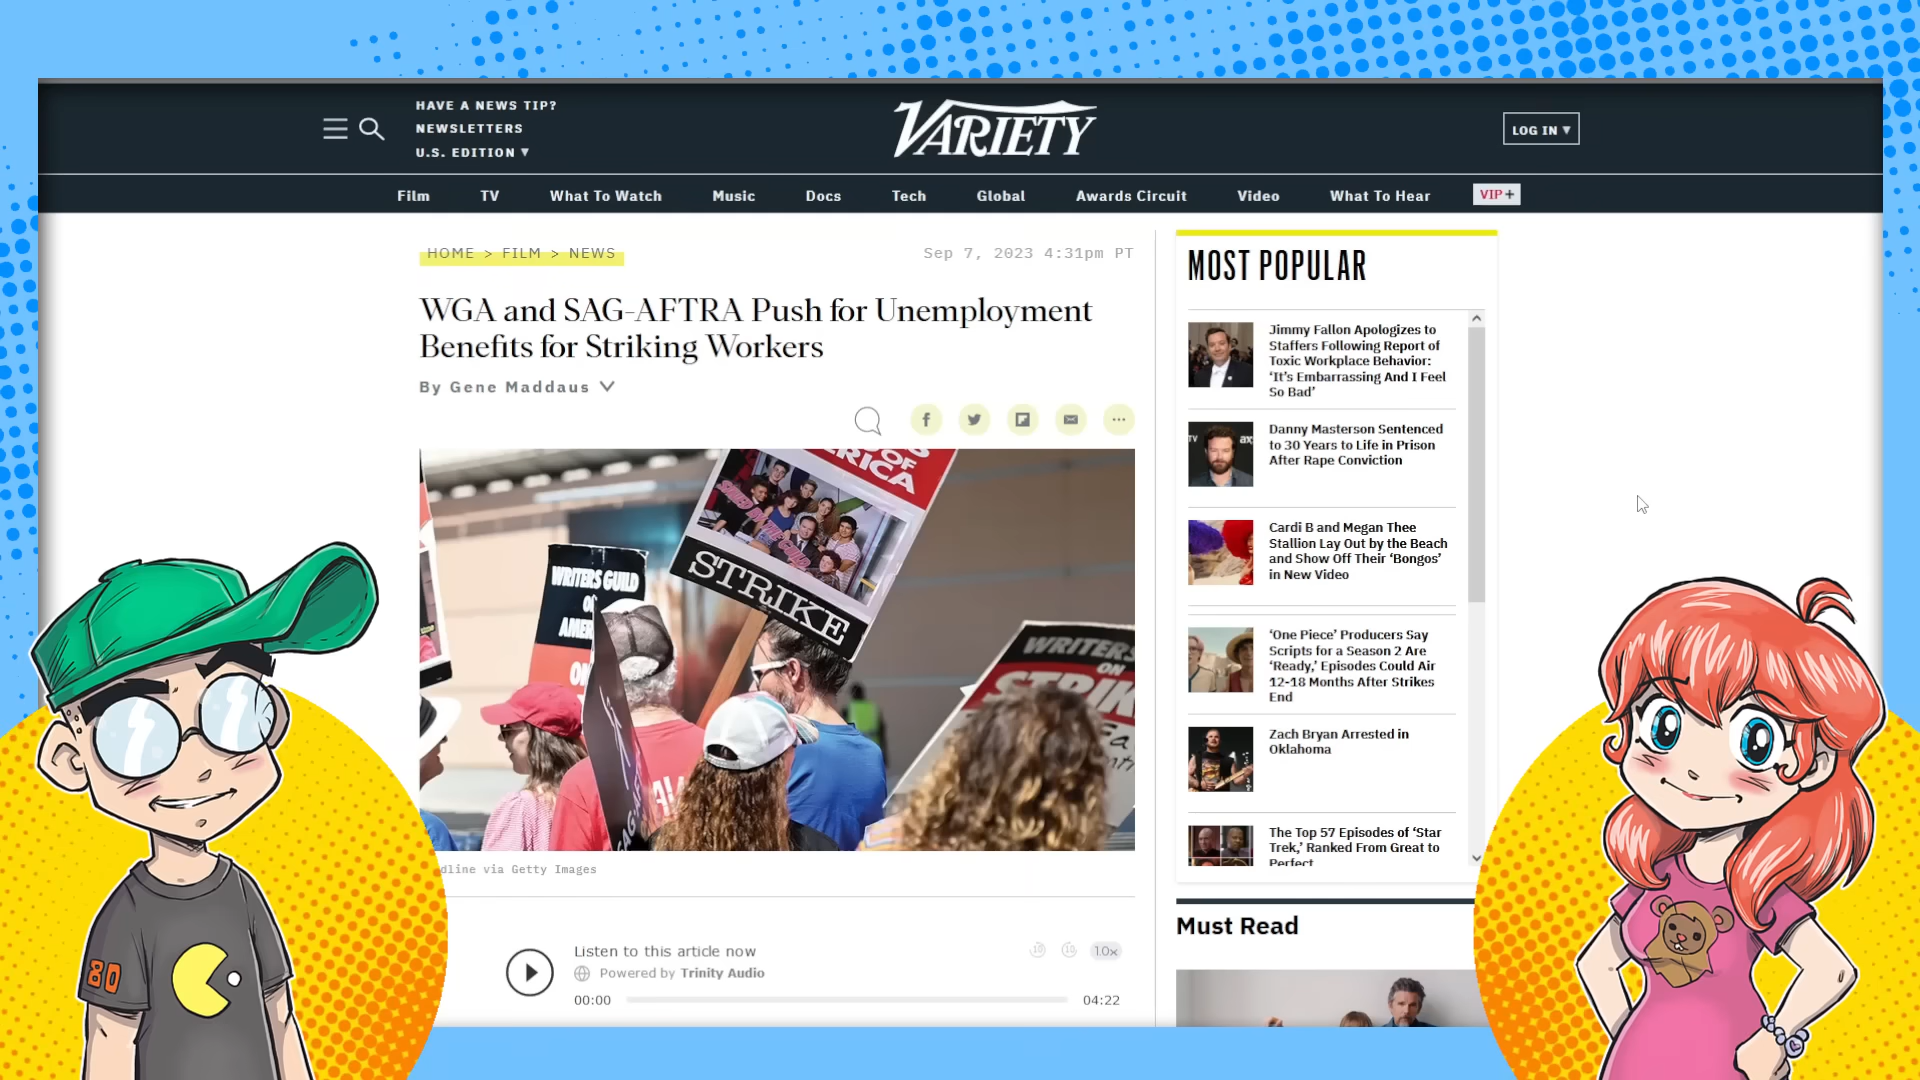 HAVE A NEWS TIP?
NEWSLETTERS
U.S. EDITION ▼
VARIETY
LOG IN ▼
Film TV What To Watch Music Docs Tech Global Awards Circuit Video What To Hear VIP+
HOME > FILM > NEWS
Sep 7, 2023 4:31pm PT
WGA and SAG-AFTRA Push for Unemployment
Benefits for Striking Workers
By Gene Maddaus
OF
STRIKE
WRITERS GUILD
WRITERS
ON
dline via Getty Images
Listen to this article now
Powered by Trinity Audio
10 10 1.0x
00:00 04:22
MOST POPULAR
Jimmy Fallon Apologizes to
Staffers Following Report of
Toxic Workplace Behavior:
‘It’s Embarrassing And I Feel
So Bad’
Danny Masterson Sentenced
to 30 Years to Life in Prison
After Rape Conviction
Cardi B and Megan Thee
Stallion Lay Out by the Beach
and Show Off Their ‘Bongos’
in New Video
‘One Piece’ Producers Say
Scripts for a Season 2 Are
‘Ready,’ Episodes Could Air
12-18 Months After Strikes
End
Zach Bryan Arrested in
Oklahoma
The Top 57 Episodes of ‘Star
Trek,’ Ranked From Great to
Perfect
Must Read
80